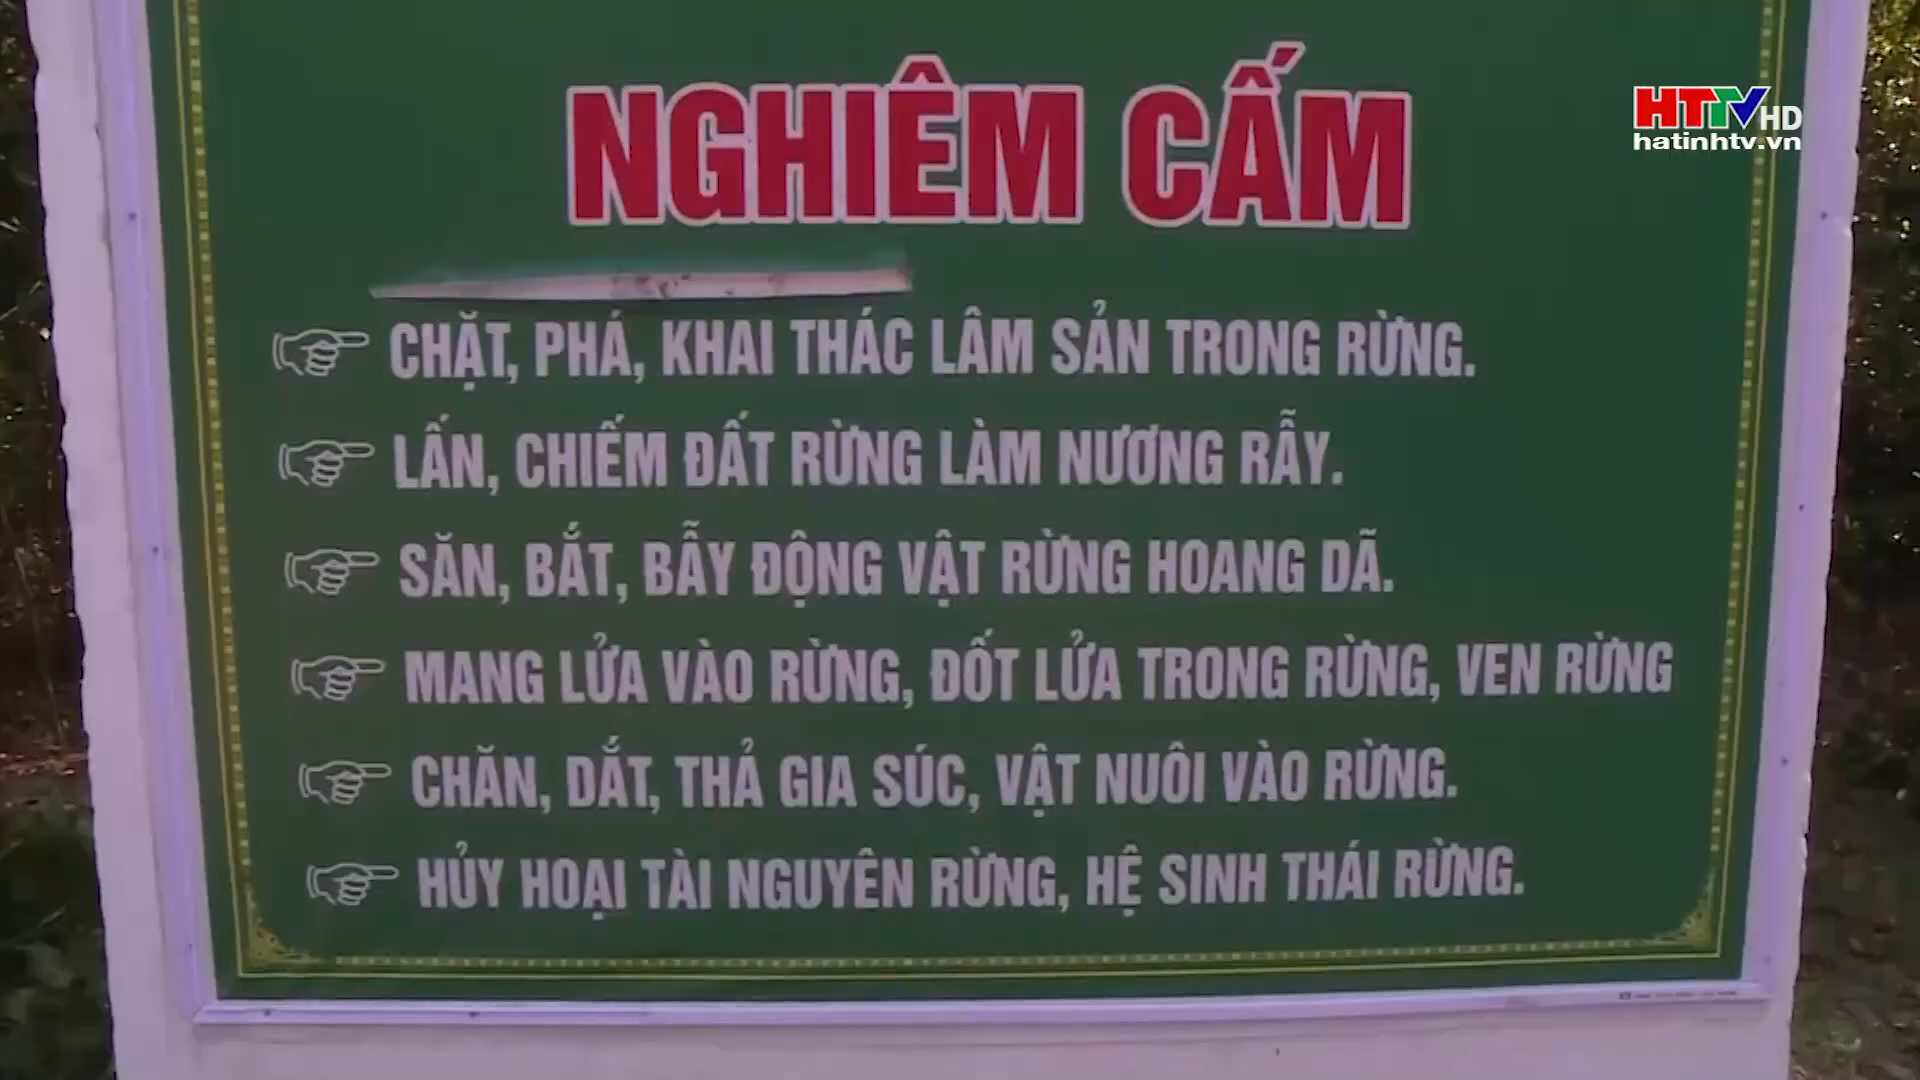 NGHIÊM CẤM
HTTV HD
hatinhtv.vn
CHẶT, PHÁ, KHAI THÁC LÂM SẢN TRONG RỪNG.
LẤN, CHIẾM ĐẤT RỪNG LÀM NƯƠNG RẪY.
SĂN, BẮT, BẪY ĐỘNG VẬT RỪNG HOANG DÃ.
MANG LỬA VÀO RỪNG, ĐỐT LỬA TRONG RỪNG, VEN RỪNG
CHĂN, DẮT, THẢ GIA SÚC, VẬT NUÔI VÀO RỪNG.
HỦY HOẠI TÀI NGUYÊN RỪNG, HỆ SINH THÁI RỪNG.